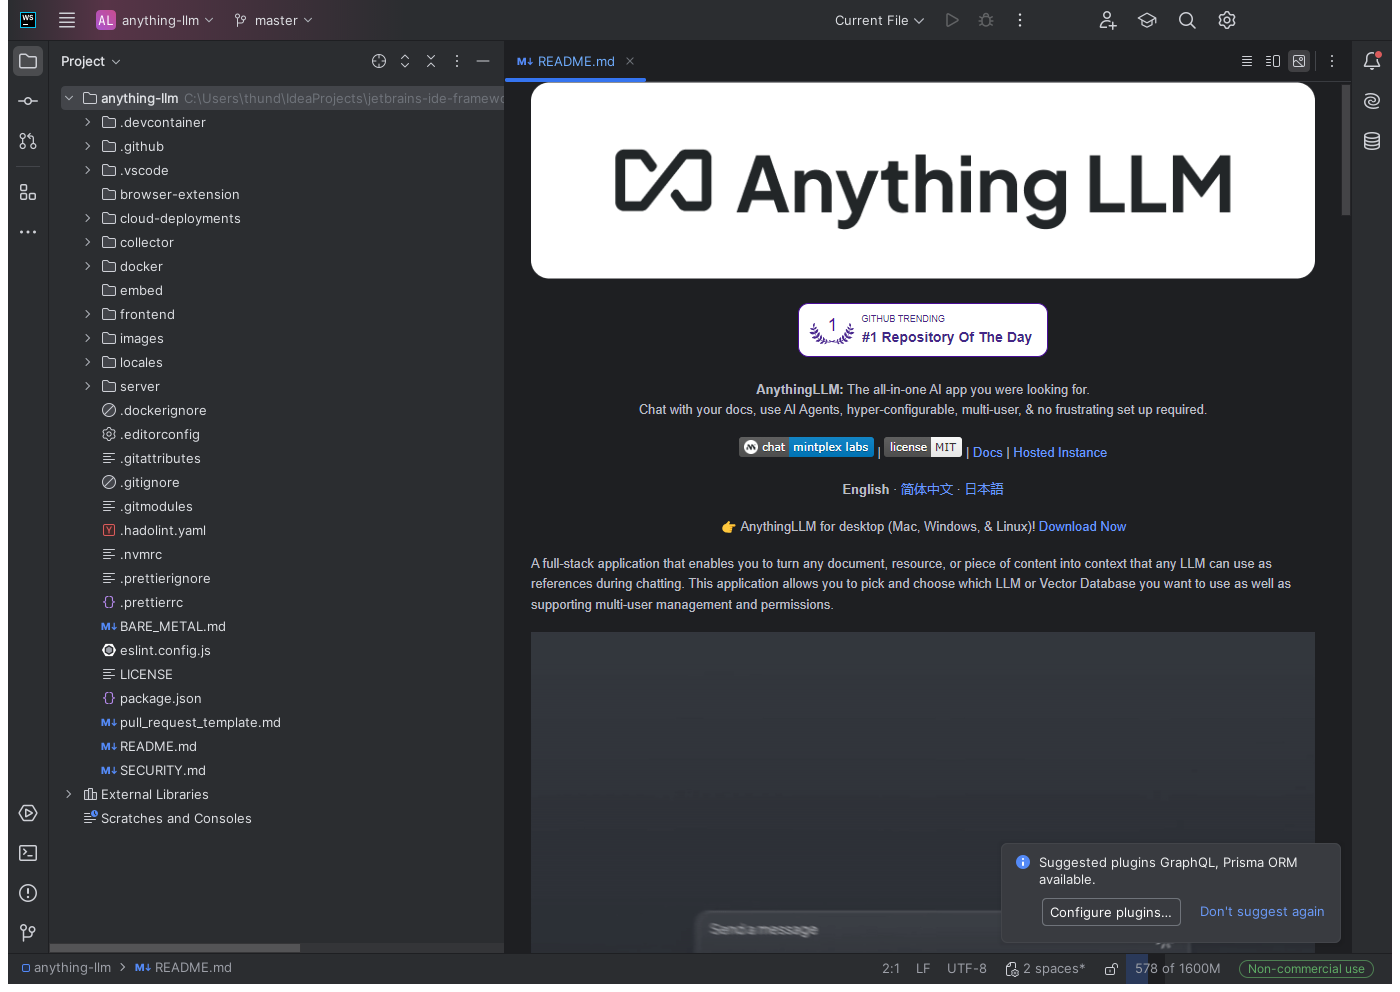 WS
AL anything-llm
master
Current File
Project
README.md
anything-llm C:\Users\thund\IdeaProjects\jetbrains-ide-framewo
.devcontainer
.github
.vscode
browser-extension
cloud-deployments
collector
docker
embed
frontend
images
locales
server
.dockerignore
.editorconfig
.gitattributes
.gitignore
.gitmodules
.hadolint.yaml
.nvmrc
.prettierignore
.prettierrc
BARE_METAL.md
eslint.config.js
LICENSE
package.json
pull_request_template.md
README.md
SECURITY.md
External Libraries
Scratches and Consoles
Anything LLM
1
GITHUB TRENDING
#1 Repository Of The Day
AnythingLLM: The all-in-one AI app you were looking for.
Chat with your docs, use AI Agents, hyper-configurable, multi-user, & no frustrating set up required.
chat mintplex labs | license MIT | Docs | Hosted Instance
English · 简体中文 · 日本語
👉 AnythingLLM for desktop (Mac, Windows, & Linux)! Download Now
A full-stack application that enables you to turn any document, resource, or piece of content into context that any LLM can use as
references during chatting. This application allows you to pick and choose which LLM or Vector Database you want to use as well as
supporting multi-user management and permissions.
Send a message
Suggested plugins GraphQL, Prisma ORM
available.
Configure plugins...
Don't suggest again
anything-llm > README.md
2:1
LF
UTF-8
2 spaces*
578 of 1600M
Non-commercial use